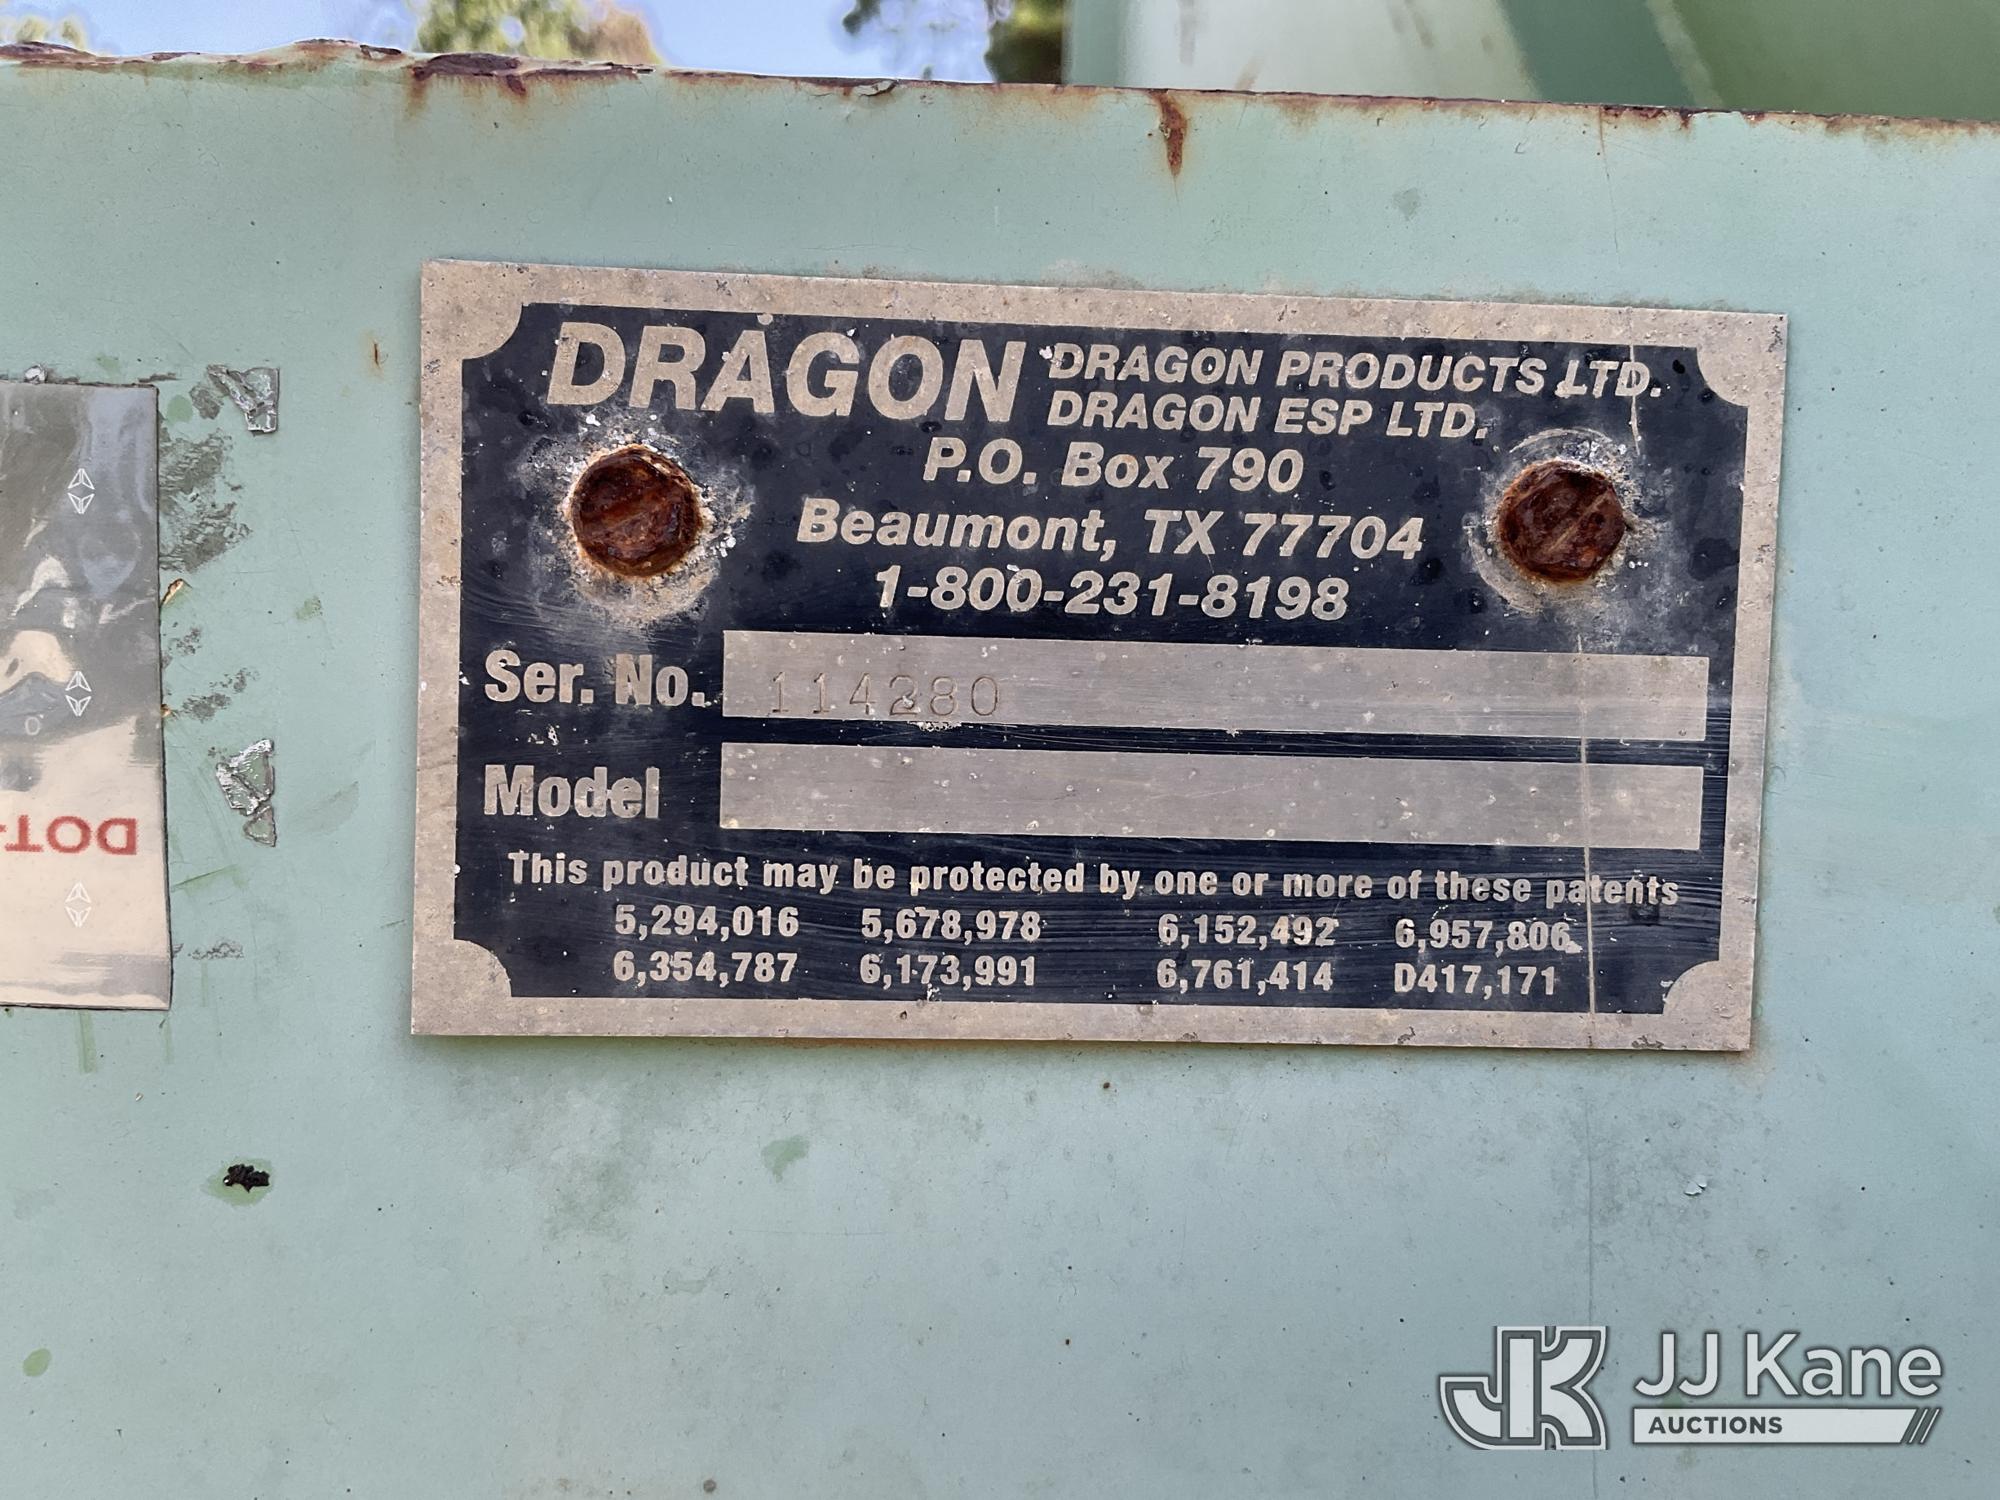 DRAGON
DRAGON PRODUCTS LTD.
DRAGON ESP LTD.
P.O. Box 790
Beaumont, TX 77704
1-800-231-8198
Ser. No. 114280
Model
This product may be protected by one or more of these patents
5,294,016 5,678,978 6,152,492 6,957,806
6,354,787 6,173,991 6,761,414 D417,171
DOT-
JJ Kane
AUCTIONS